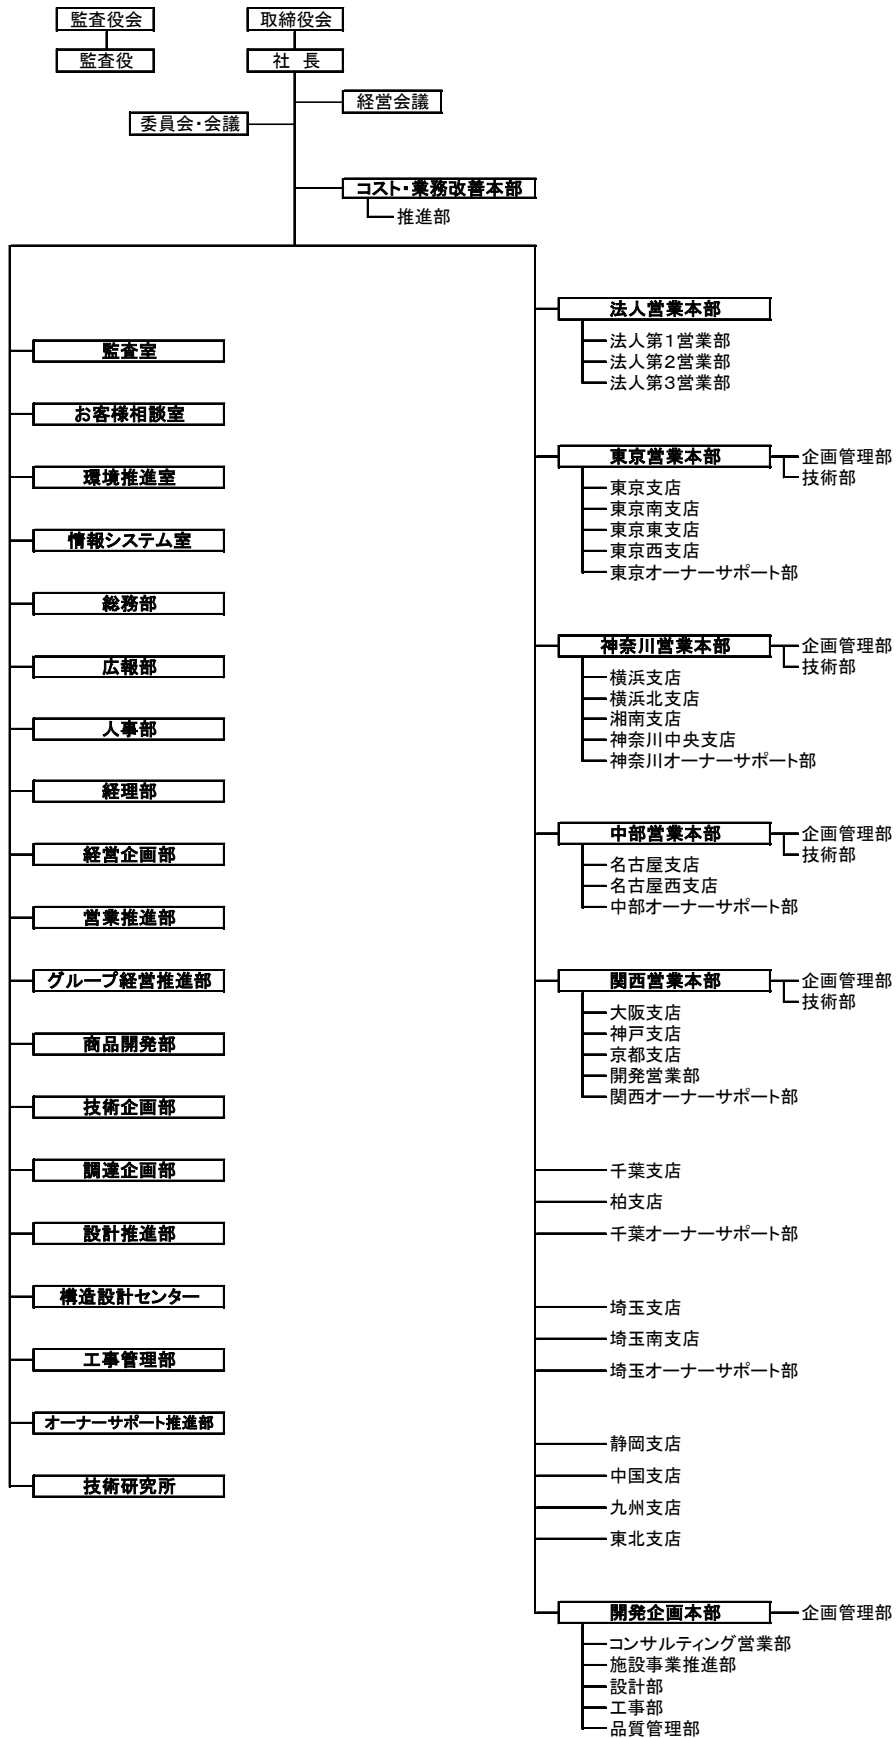 監査役会
取締役会
監査役
社 長
経営会議
委員会・会議
コスト・業務改善本部
推進部
監査室
お客様相談室
環境推進室
情報システム室
総務部
広報部
人事部
経理部
経営企画部
営業推進部
グループ経営推進部
商品開発部
技術企画部
調達企画部
設計推進部
構造設計センター
工事管理部
オーナーサポート推進部
技術研究所
法人営業本部
法人第1営業部
法人第2営業部
法人第3営業部
東京営業本部
企画管理部
技術部
東京支店
東京南支店
東京東支店
東京西支店
東京オーナーサポート部
神奈川営業本部
企画管理部
技術部
横浜支店
横浜北支店
湘南支店
神奈川中央支店
神奈川オーナーサポート部
中部営業本部
企画管理部
技術部
名古屋支店
名古屋西支店
中部オーナーサポート部
関西営業本部
企画管理部
技術部
大阪支店
神戸支店
京都支店
開発営業部
関西オーナーサポート部
千葉支店
柏支店
千葉オーナーサポート部
埼玉支店
埼玉南支店
埼玉オーナーサポート部
静岡支店
中国支店
九州支店
東北支店
開発企画本部
企画管理部
コンサルティング営業部
施設事業推進部
設計部
工事部
品質管理部